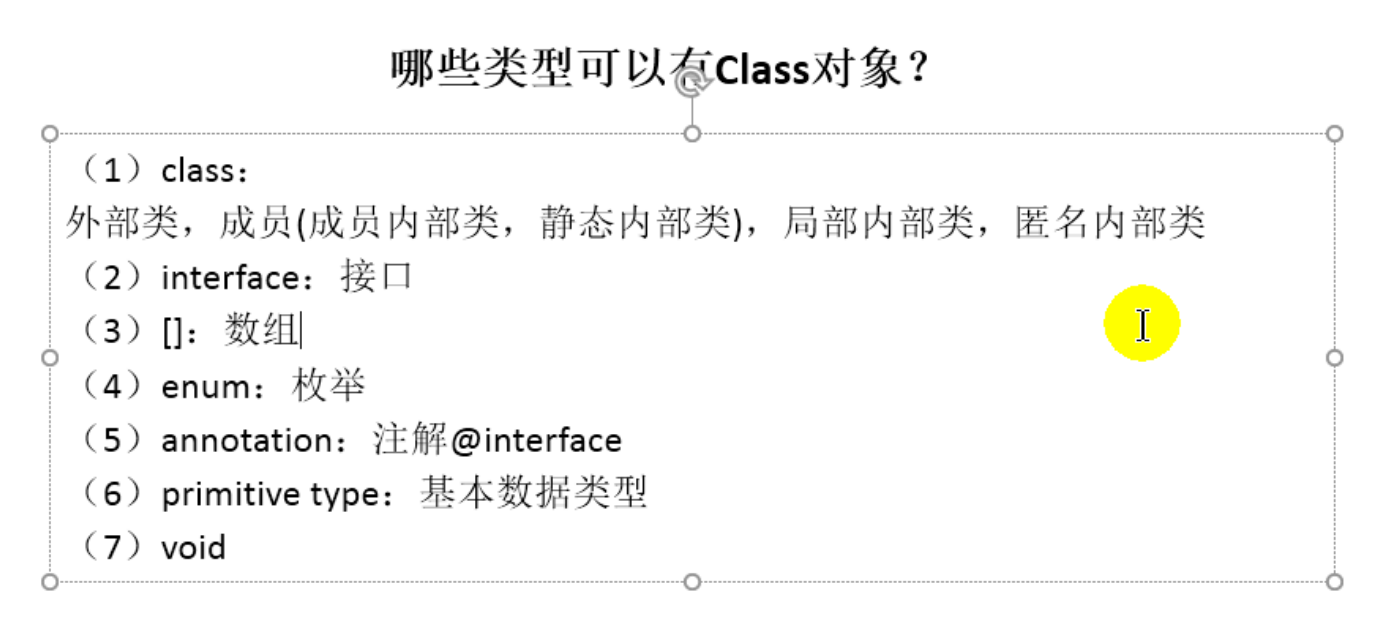 哪些类型可以有Class对象？
（1）class：
外部类，成员(成员内部类，静态内部类)，局部内部类，匿名内部类
（2）interface：接口
（3）[]：数组
（4）enum：枚举
（5）annotation：注解@interface
（6）primitive type：基本数据类型
（7）void